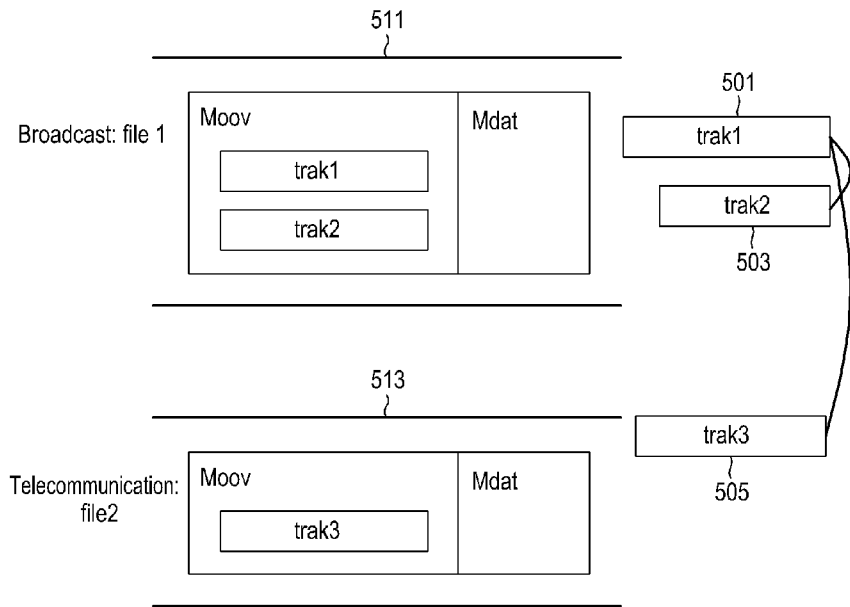 511
Broadcast: file 1
Moov
Mdat
trak1
trak2
501
trak1
trak2
503
513
Telecommunication:
file2
Moov
Mdat
trak3
trak3
505